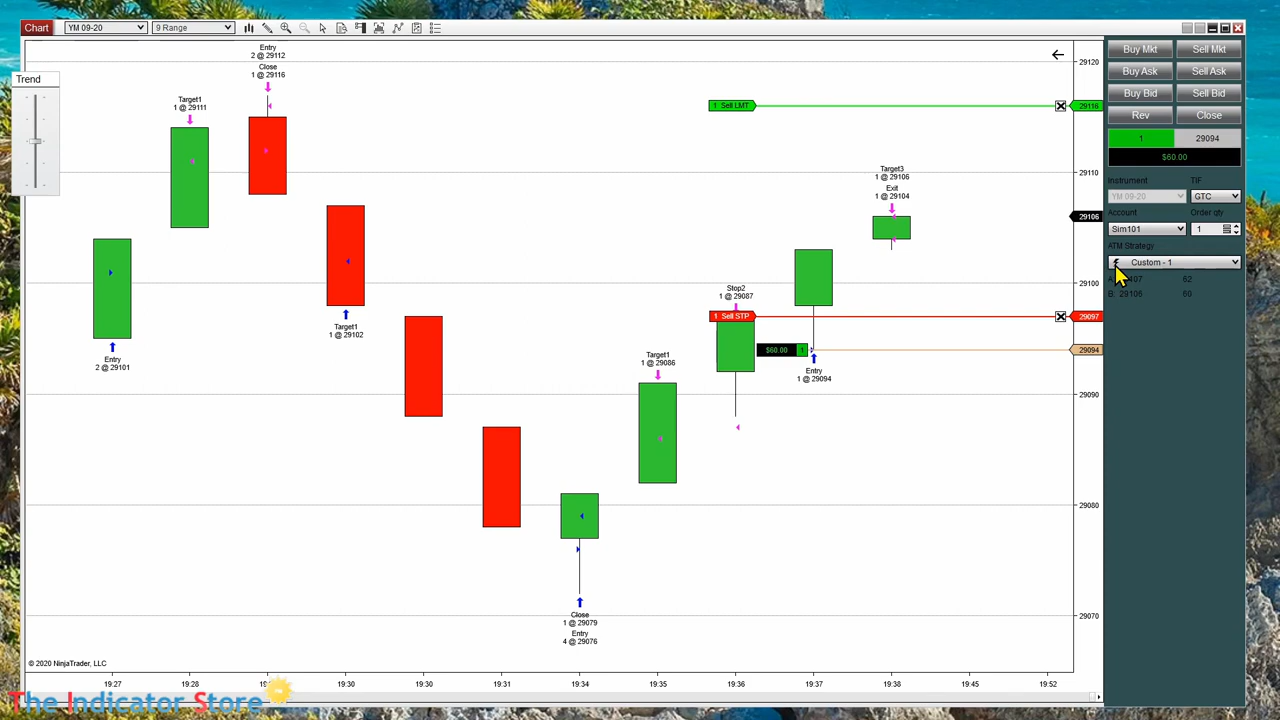 Chart
YM 09-20
9 Range
Trend
Entry
2 @ 29112
Close
1 @ 29116
Target1
1 @ 29111
Entry
2 @ 29101
Target1
1 @ 29102
Close
1 @ 29079
Entry
4 @ 29076
Target1
1 @ 29086
Stop2
1 @ 29087
Entry
1 @ 29094
Target3
1 @ 29106
Exit
1 @ 29104
1 Sell LMT
1 Sell STP
$60.00 1
29120
29116
29110
29106
29100
29097
29094
29090
29080
29070
Buy Mkt Sell Mkt
Buy Ask Sell Ask
Buy Bid Sell Bid
Rev Close
1 29094
$60.00
Instrument TIF
YM 09-20 GTC
Account Order qty
Sim101 1
ATM Strategy
Custom - 1
62
B: 29106 60
© 2020 NinjaTrader, LLC
19:27 19:28 19:30 19:30 19:31 19:34 19:35 19:36 19:37 19:38 19:45 19:52
The Indicator Store